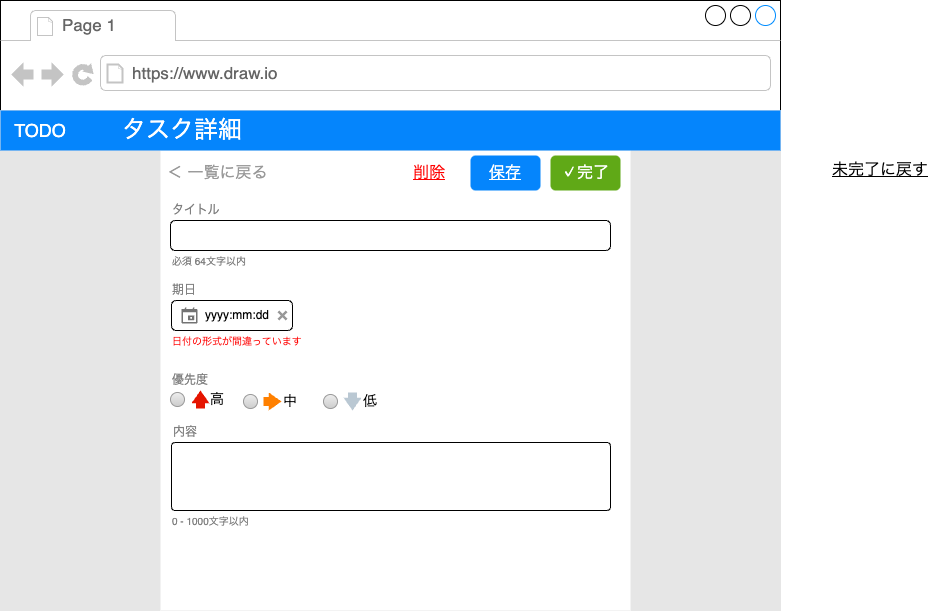 Page 1
https://www.draw.io
TODO タスク詳細
< 一覧に戻る 削除 保存 ✓完了
未完了に戻す
タイトル
必須 64文字以内
期日
yyyy:mm:dd
日付の形式が間違っています
優先度
高 中 低
内容
0 - 1000文字以内